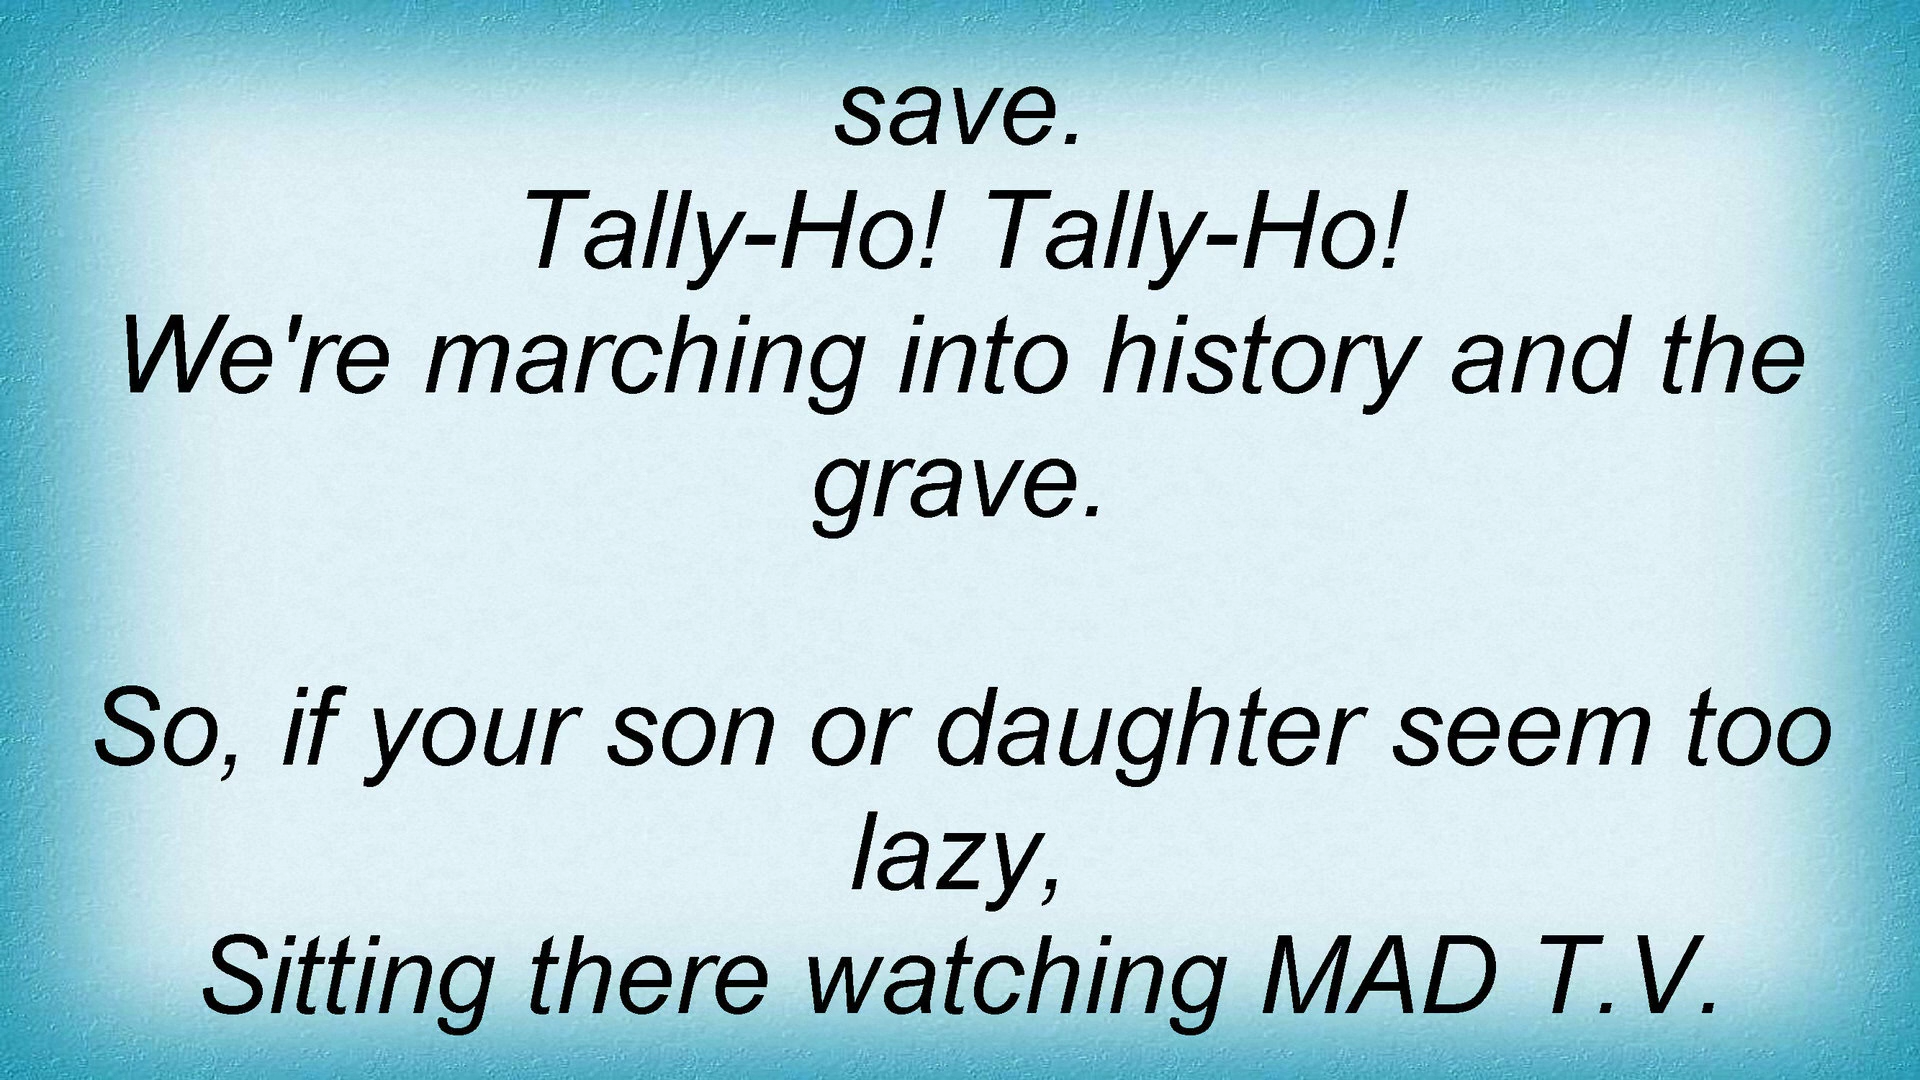 save.
Tally-Ho! Tally-Ho!
We're marching into history and the
grave.
So, if your son or daughter seem too
lazy,
Sitting there watching MAD T.V.